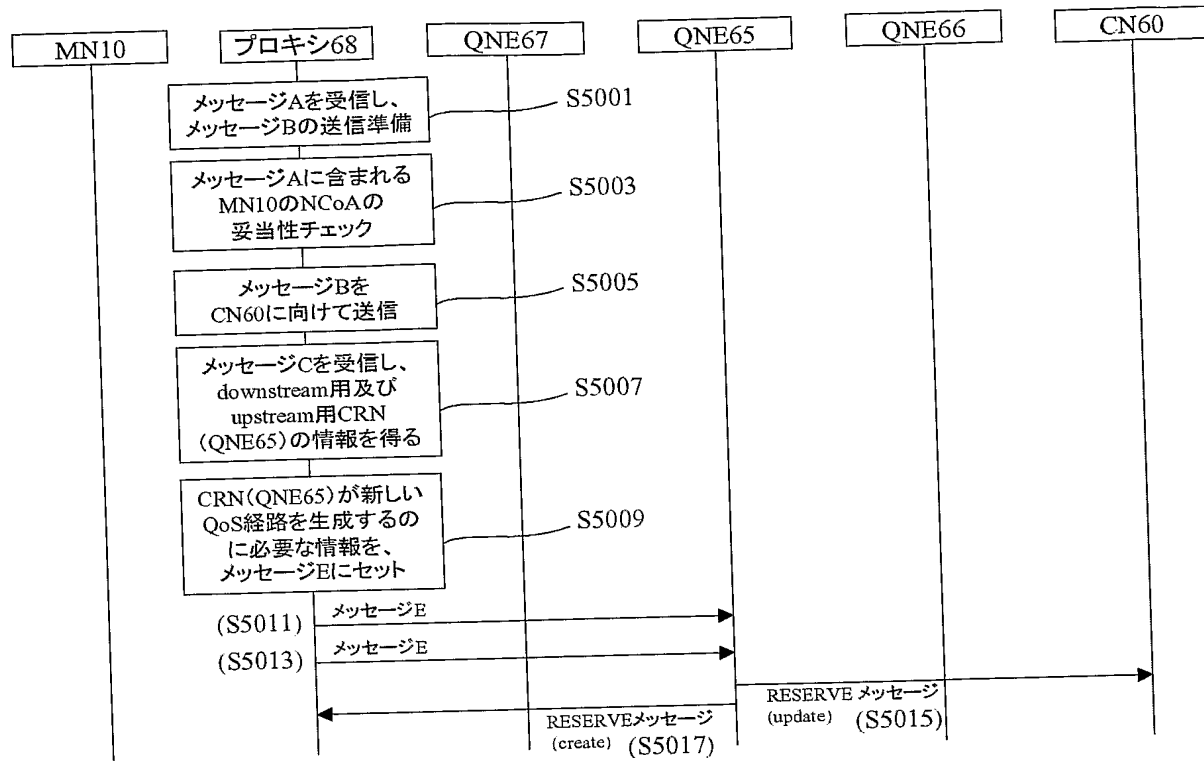 MN10
プロキシ68
QNE67
QNE65
QNE66
CN60
メッセージAを受信し、
メッセージBの送信準備
S5001
メッセージAに含まれる
MN10のNCoAの
妥当性チェック
S5003
メッセージBを
CN60に向けて送信
S5005
メッセージCを受信し、
downstream用及び
upstream用CRN
(QNE65)の情報を得る
S5007
CRN(QNE65)が新しい
QoS経路を生成するの
に必要な情報を、
メッセージEにセット
S5009
(S5011)
メッセージE
(S5013)
メッセージE
RESERVE メッセージ
(update) (S5015)
RESERVEメッセージ
(create) (S5017)